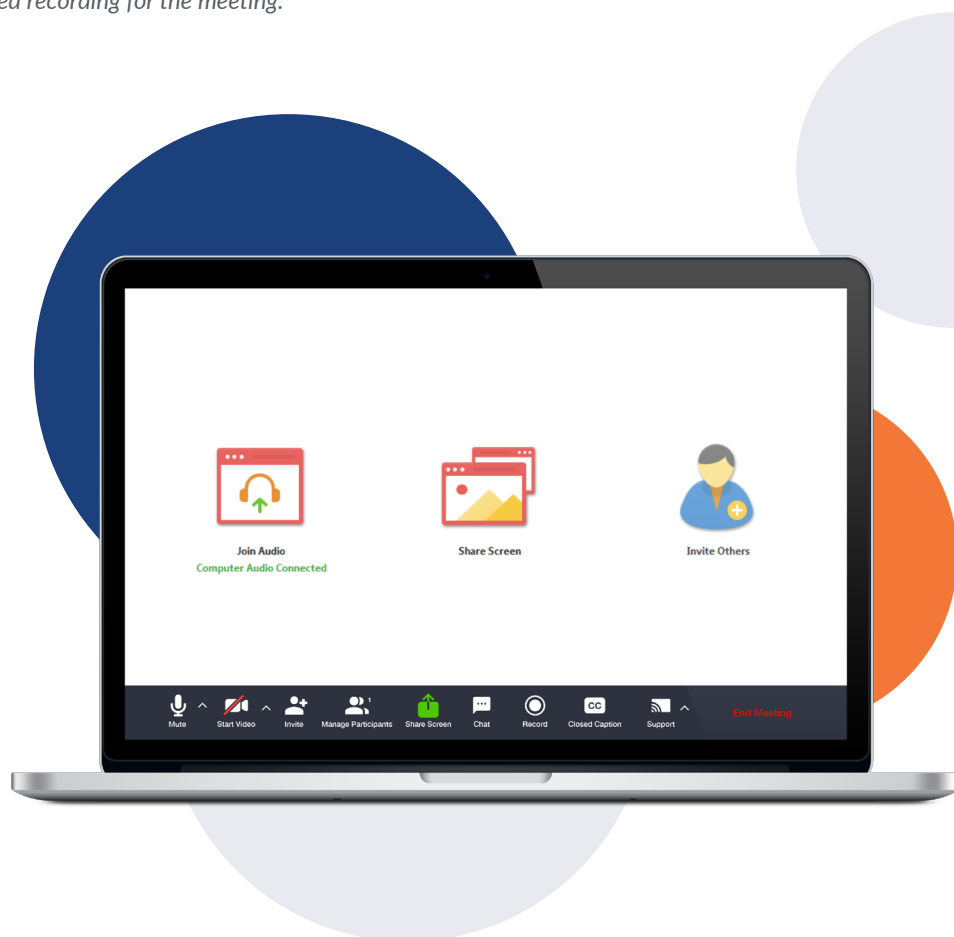 ed recording for the meeting.
Join Audio
Computer Audio Connected
Share Screen
Invite Others
Mute
Start Video
Invite
1
Manage Participants
Share Screen
Chat
Record
CC
Closed Caption
Support
End Meeting